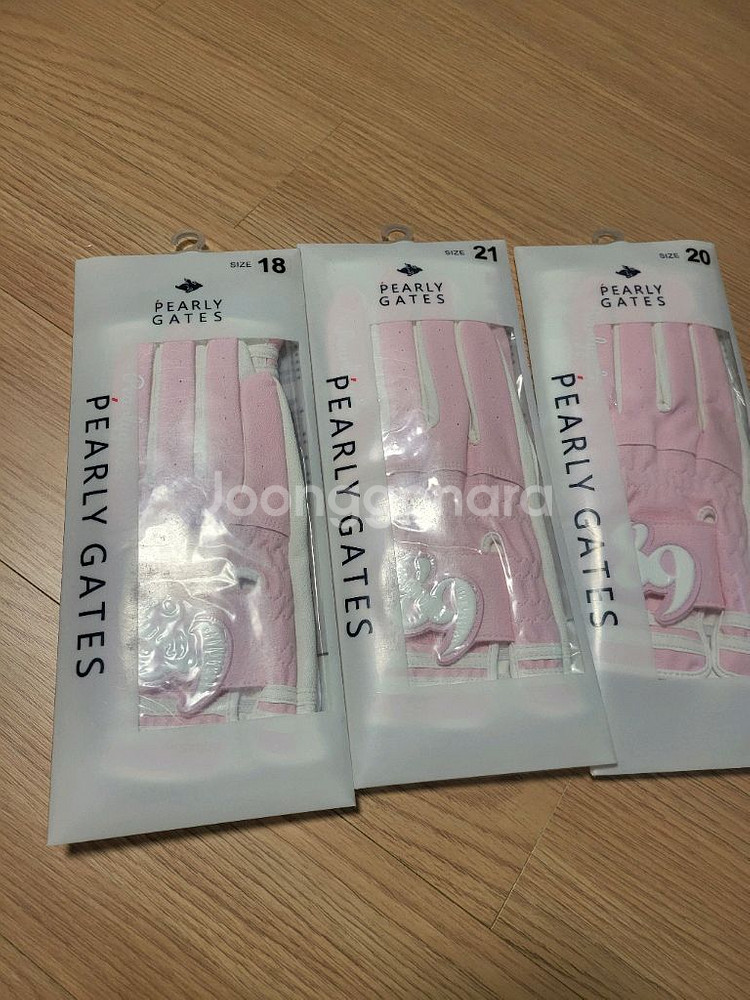 SIZE 18
PEARLY
GATES
PEARLY GATES
SIZE 21
PEARLY
GATES
PEARLY GATES
SIZE 20
PEARLY
GATES
PEARLY GATES
Joonggonara